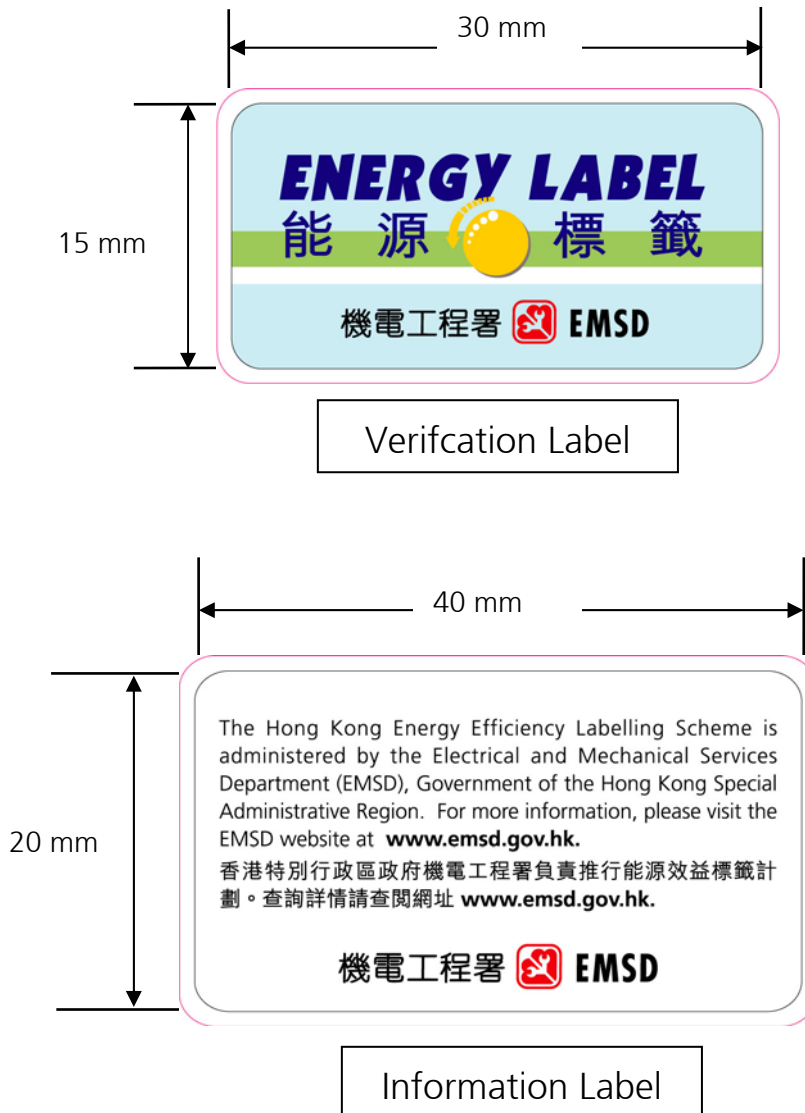 30 mm
15 mm
ENERGY LABEL
能源標籤
機電工程署 EMSD
Verifcation Label
40 mm
20 mm
The Hong Kong Energy Efficiency Labelling Scheme is
administered by the Electrical and Mechanical Services
Department (EMSD), Government of the Hong Kong Special
Administrative Region. For more information, please visit the
EMSD website at www.emsd.gov.hk.
香港特別行政區政府機電工程署負責推行能源效益標籤計
劃。查詢詳情請查閱網址 www.emsd.gov.hk.
機電工程署 EMSD
Information Label